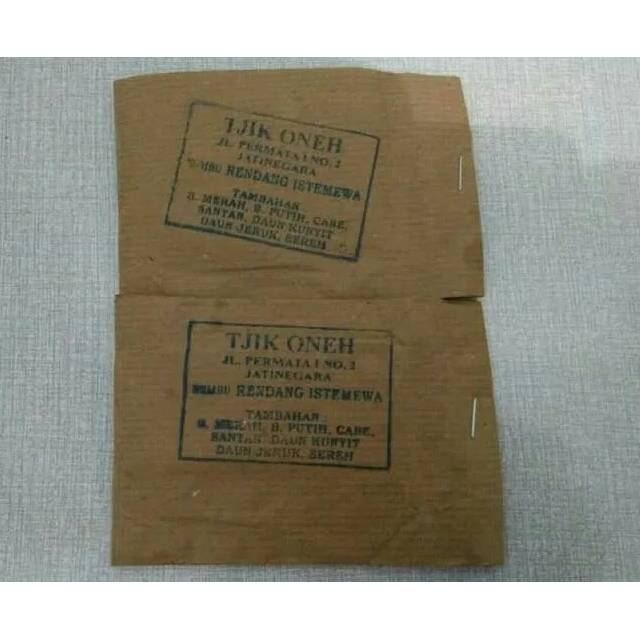 TJIK ONEH
JL. PERMATA I NO. 2
JATINEGARA
BUMBU RENDANG ISTEMEWA
TAMBAHAN
B. MERAH, B. PUTIH, CABE,
SANTAN, DAUN KUNYIT
DAUN JERUK, SEREH
TJIK ONEH
JL. PERMATA I NO. 2
JATINEGARA
BUMBU RENDANG ISTEMEWA
TAMBAHAN :
B. MERAH, B. PUTIH, CABE,
SANTAN, DAUN KUNYIT
DAUN JERUK, SEREH